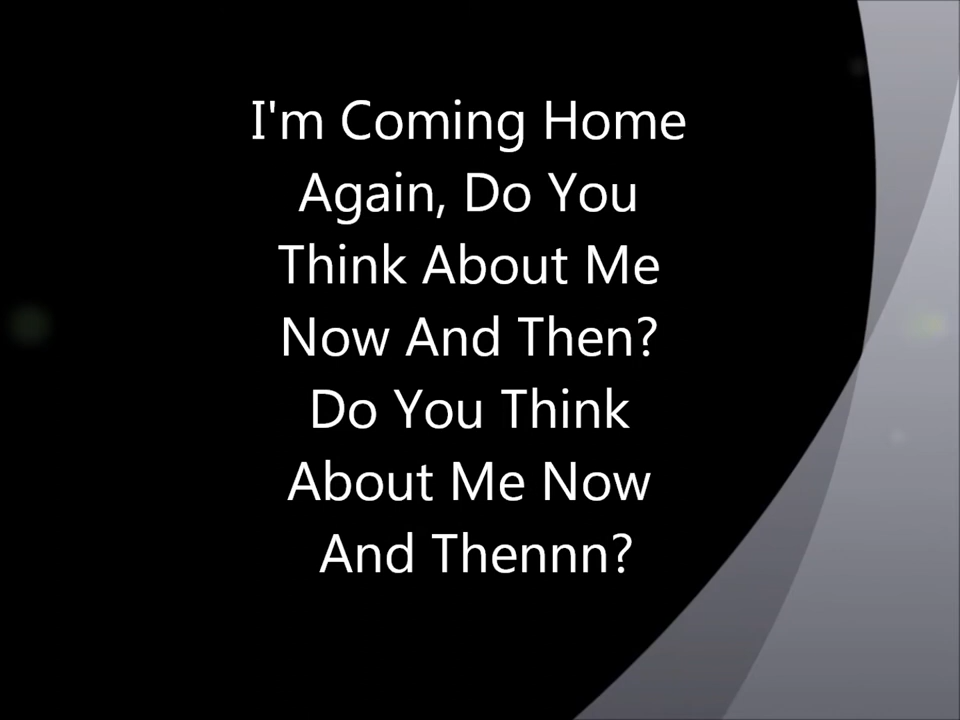 I'm Coming Home
Again, Do You
Think About Me
Now And Then?
Do You Think
About Me Now
And Thennn?